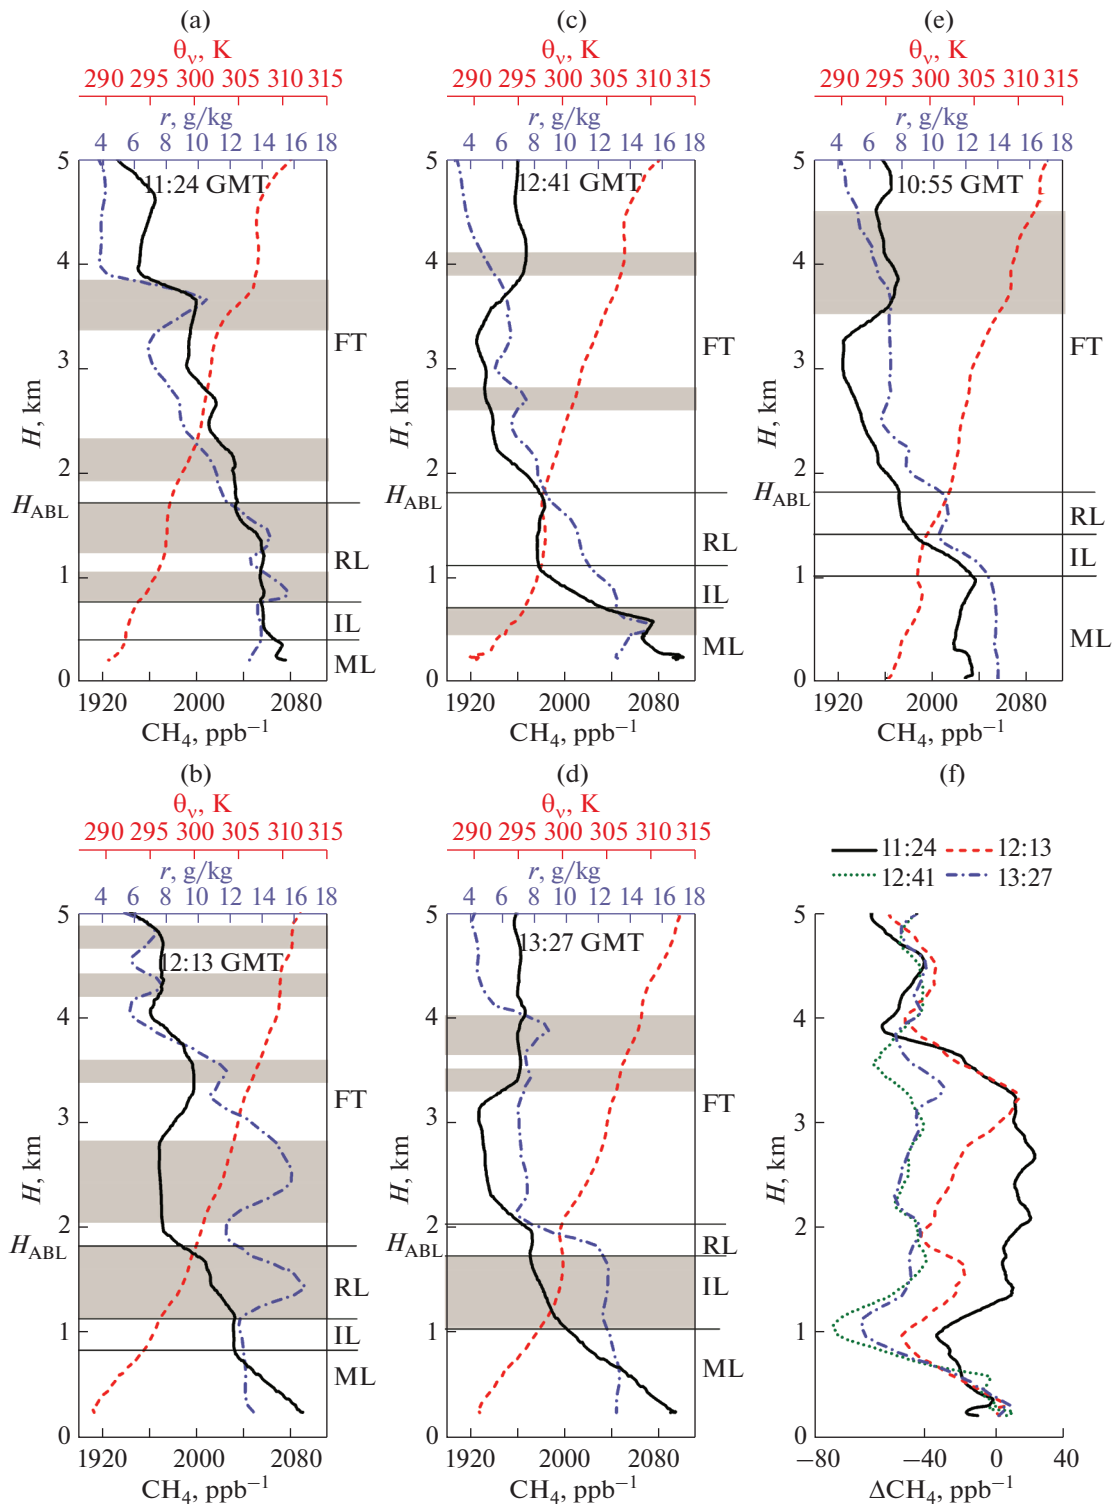 (a)
θᵥ, K
290 295 300 305 310 315
r, g/kg
4 6 8 10 12 14 16 18
11:24 GMT
5
4
3
2
1
0
H, km
H_ABL
FT
RL
IL
ML
1920 2000 2080
CH₄, ppb⁻¹
(c)
θᵥ, K
290 295 300 305 310 315
r, g/kg
4 6 8 10 12 14 16 18
12:41 GMT
5
4
3
2
1
0
H, km
H_ABL
FT
RL
IL
ML
1920 2000 2080
CH₄, ppb⁻¹
(e)
θᵥ, K
290 295 300 305 310 315
r, g/kg
4 6 8 10 12 14 16 18
10:55 GMT
5
4
3
2
1
0
H, km
H_ABL
FT
RL
IL
ML
1920 2000 2080
CH₄, ppb⁻¹
(b)
θᵥ, K
290 295 300 305 310 315
r, g/kg
4 6 8 10 12 14 16 18
12:13 GMT
5
4
3
2
1
0
H, km
H_ABL
FT
RL
IL
ML
1920 2000 2080
CH₄, ppb⁻¹
(d)
θᵥ, K
290 295 300 305 310 315
r, g/kg
4 6 8 10 12 14 16 18
13:27 GMT
5
4
3
2
1
0
H, km
H_ABL
FT
RL
IL
ML
1920 2000 2080
CH₄, ppb⁻¹
(f)
11:24 12:13
12:41 13:27
5
4
3
2
1
0
H, km
−80 −40 0 40
ΔCH₄, ppb⁻¹